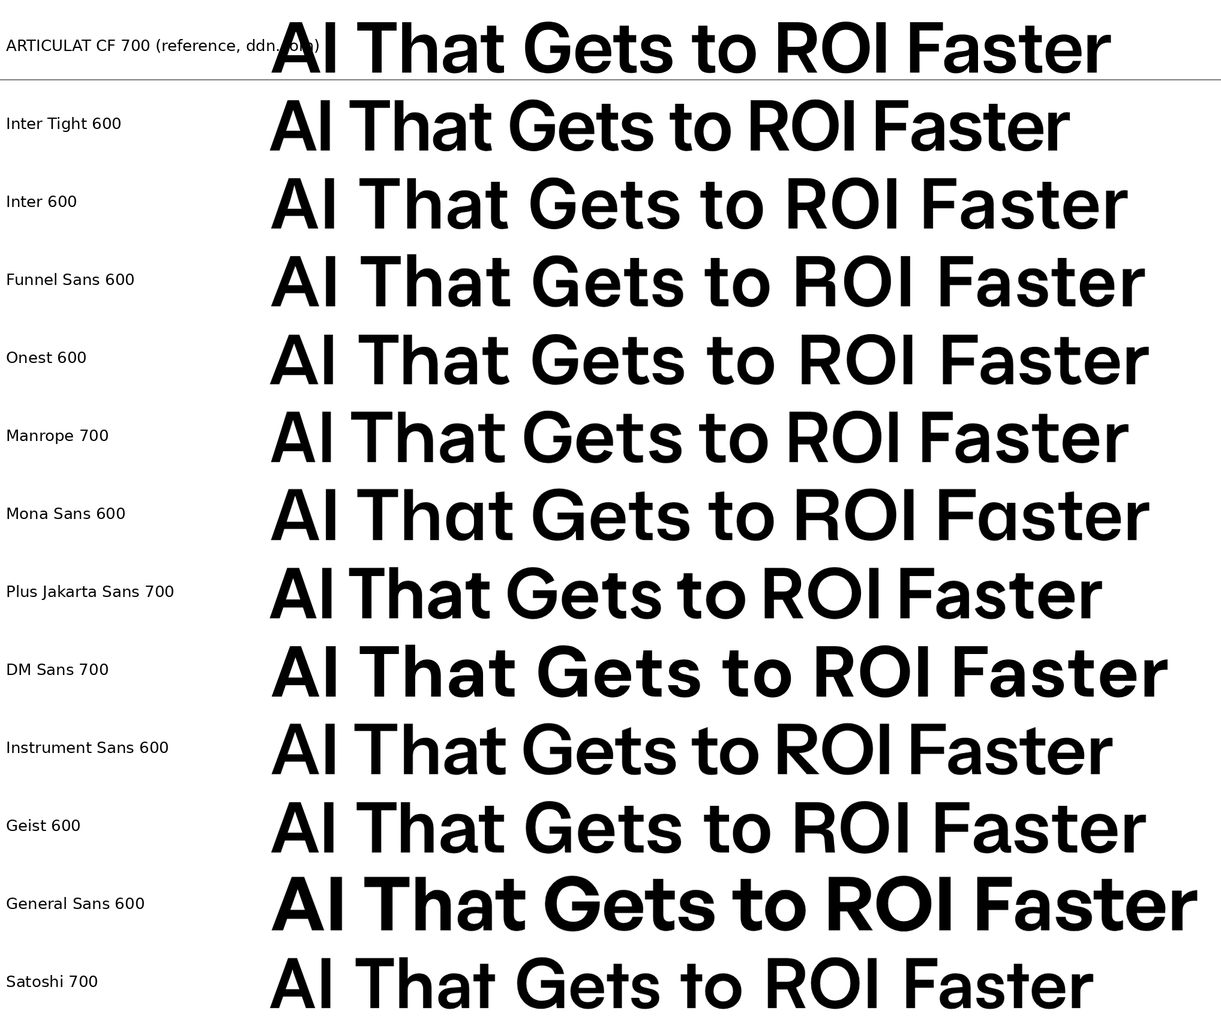 ARTICULAT CF 700 (reference, ddn.com) AI That Gets to ROI Faster
Inter Tight 600 AI That Gets to ROI Faster
Inter 600 AI That Gets to ROI Faster
Funnel Sans 600 AI That Gets to ROI Faster
Onest 600 AI That Gets to ROI Faster
Manrope 700 AI That Gets to ROI Faster
Mona Sans 600 AI That Gets to ROI Faster
Plus Jakarta Sans 700 AI That Gets to ROI Faster
DM Sans 700 AI That Gets to ROI Faster
Instrument Sans 600 AI That Gets to ROI Faster
Geist 600 AI That Gets to ROI Faster
General Sans 600 AI That Gets to ROI Faster
Satoshi 700 AI That Gets to ROI Faster